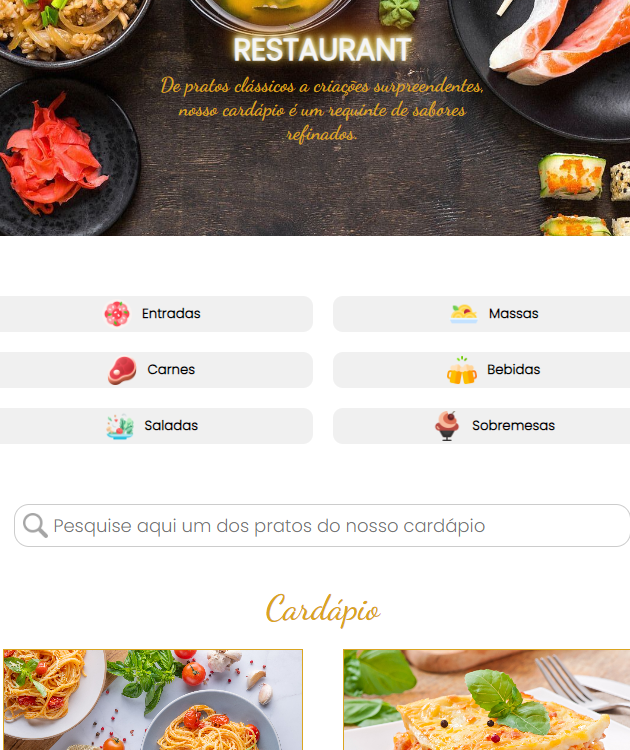 RESTAURANT
De pratos clássicos a criações surpreendentes,
nosso cardápio é um requinte de sabores
refinados.
Entradas
Massas
Carnes
Bebidas
Saladas
Sobremesas
Pesquise aqui um dos pratos do nosso cardápio
Cardápio